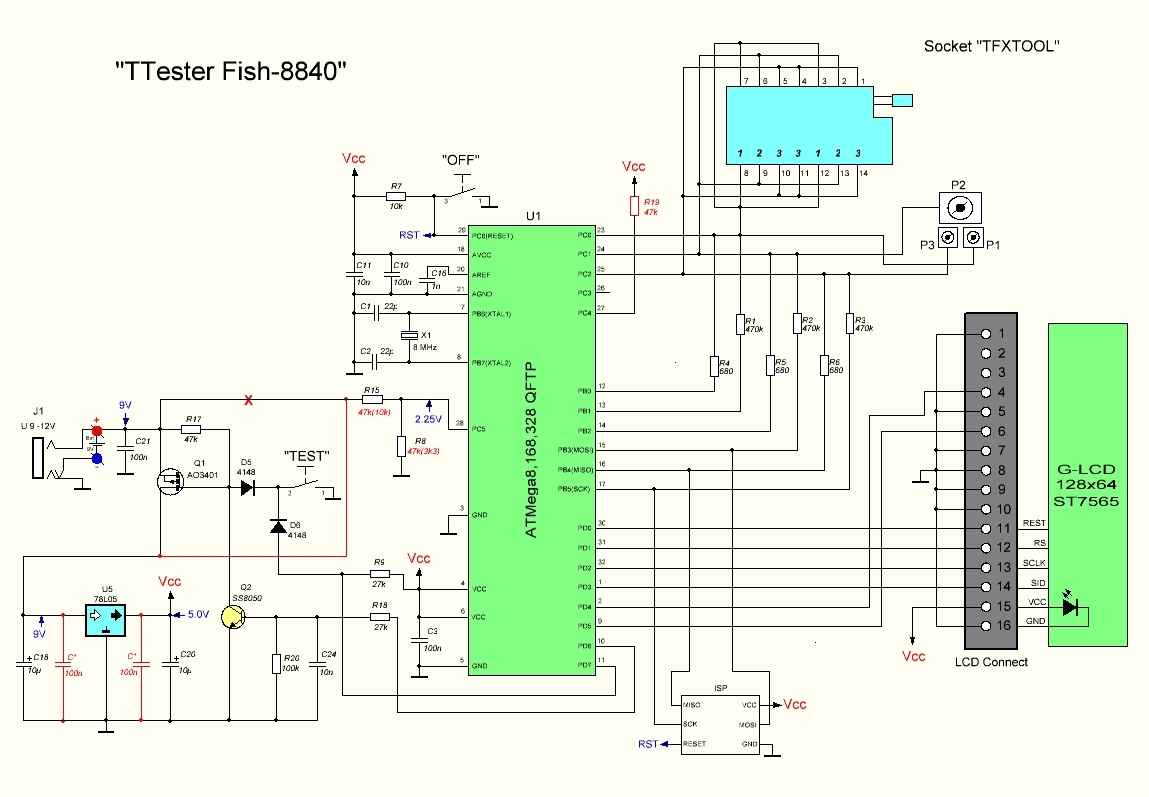 "TTester Fish-8840"
Socket "TFXTOOL"
7 6 5 4 3 2 1
1 2 3 3 1 2 3
8 9 10 11 12 13 14
Vcc
"OFF"
R7
10k
3 1
RST
Vcc
R19
47k
P2
P3
P1
U1
ATMega8,168,328 QFTP
29 PC6(RESET)
18 AVCC
20 AREF
21 AGND
7 PB6(XTAL1)
8 PB7(XTAL2)
28 PC5
3 GND
4 VCC
6 VCC
5 GND
PC0 23
PC1 24
PC2 25
PC3 26
PC4 27
PB0 12
PB1 13
PB2 14
PB3(MOSI) 15
PB4(MISO) 16
PB5(SCK) 17
PD0 30
PD1 31
PD2 32
PD3 1
PD4 2
PD5 9
PD6 10
PD7 11
C11
10n
C10
100n
C16
1n
C1 22p
X1
8 MHz
C2 22p
R1
470k
R2
470k
R3
470k
R4
680
R5
680
R6
680
R15
47k(10k)
2.25V
R8
47k(3k3)
X
J1
U 9 -12V
9V
+
Bat
9V
-
C21
100n
R17
47k
Q1
AO3401
D5
4148
"TEST"
3 1
D6
4148
R9
27k
Vcc
R18
27k
C3
100n
Q2
SS8050
U5
78L05
Vcc
5.0V
9V
C18
10µ
C*
100n
C*
100n
C20
10µ
R20
100k
C24
10n
ISP
MISO
SCK
RESET
VCC
MOSI
GND
RST
Vcc
1
2
3
4
5
6
7
8
9
10
11
12
13
14
15
16
REST
RS
SCLK
SID
VCC
GND
G-LCD
128x64
ST7565
Vcc
LCD Connect